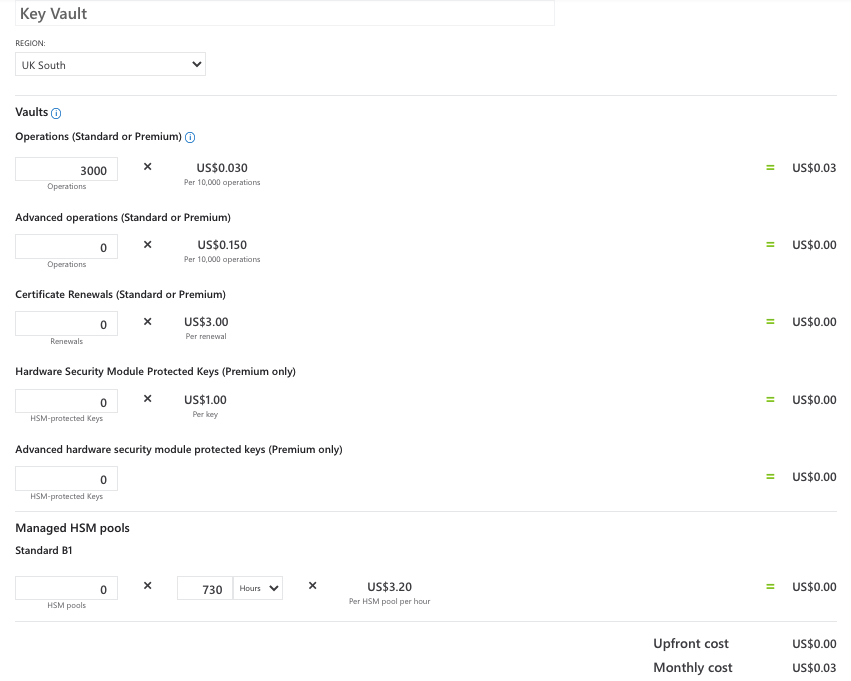 Key Vault
REGION:
UK South
Vaults
Operations (Standard or Premium)
3000 × US$0.030 = US$0.03
Operations Per 10,000 operations
Advanced operations (Standard or Premium)
0 × US$0.150 = US$0.00
Operations Per 10,000 operations
Certificate Renewals (Standard or Premium)
0 × US$3.00 = US$0.00
Renewals Per renewal
Hardware Security Module Protected Keys (Premium only)
0 × US$1.00 = US$0.00
HSM-protected Keys Per key
Advanced hardware security module protected keys (Premium only)
0 = US$0.00
HSM-protected Keys
Managed HSM pools
Standard B1
0 × 730 Hours × US$3.20 = US$0.00
HSM pools Per HSM pool per hour
Upfront cost US$0.00
Monthly cost US$0.03